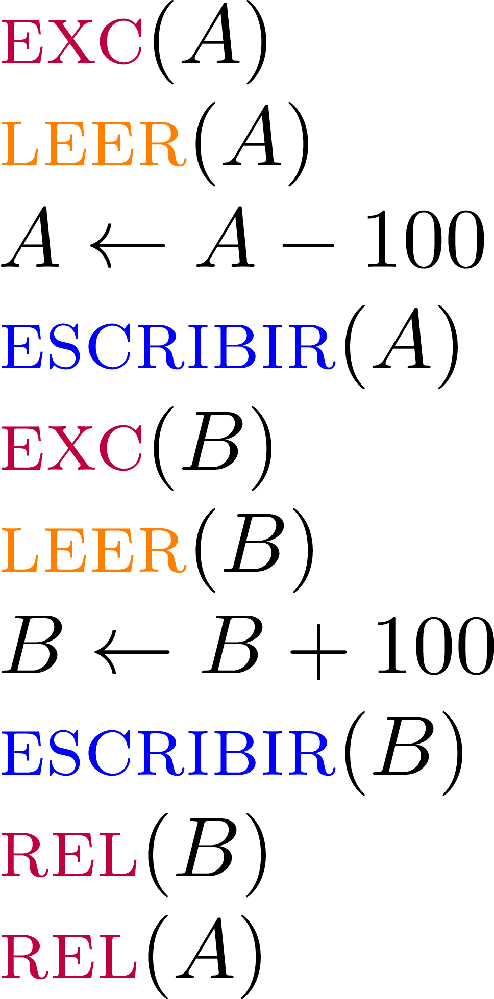 EXC(A)
LEER(A)
A ← A − 100
ESCRIBIR(A)
EXC(B)
LEER(B)
B ← B + 100
ESCRIBIR(B)
REL(B)
REL(A)